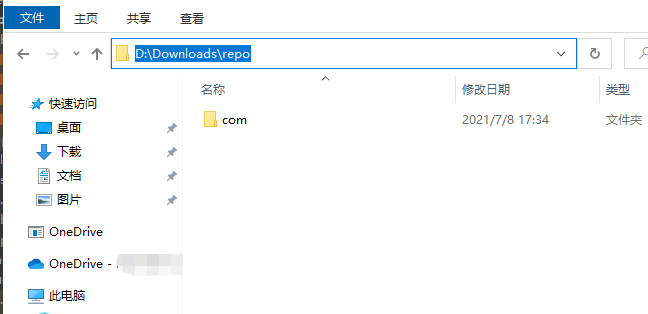 文件 主页 共享 查看
D:\Downloads\repo
名称 修改日期 类型
快速访问
com 2021/7/8 17:34 文件夹
桌面
下载
文档
图片
OneDrive
OneDrive -
此电脑